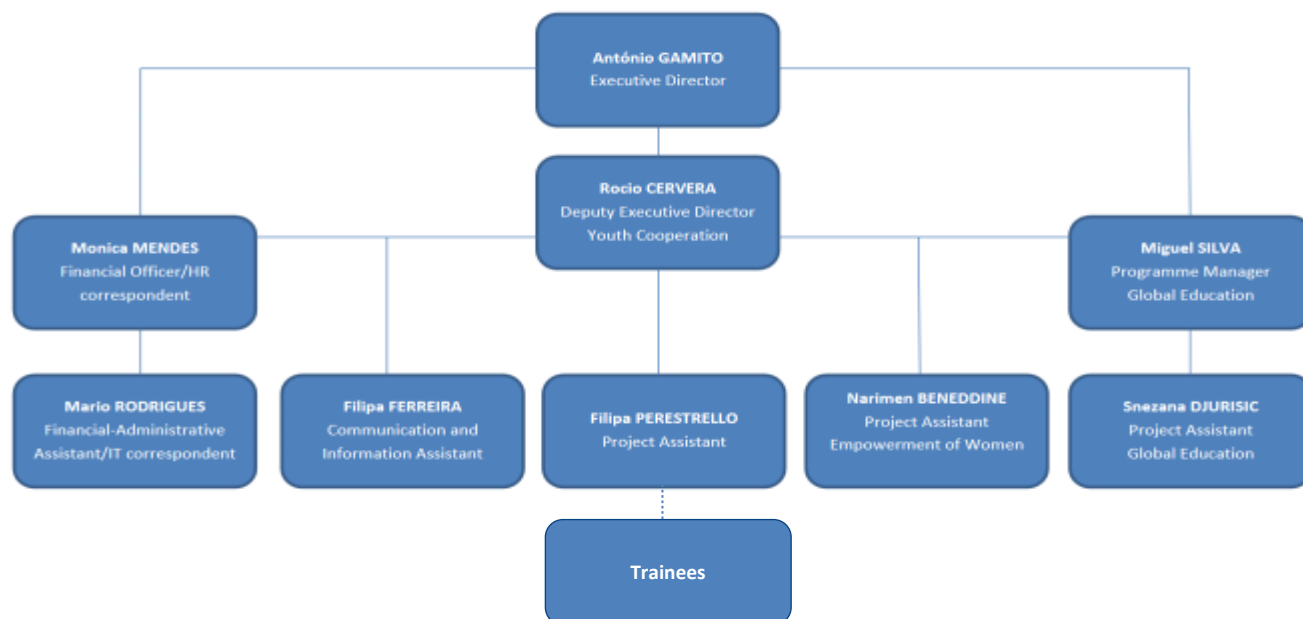 António GAMITO
Executive Director
Rocio CERVERA
Deputy Executive Director
Youth Cooperation
Monica MENDES
Financial Officer/HR
correspondent
Miguel SILVA
Programme Manager
Global Education
Mario RODRIGUES
Financial-Administrative
Assistant/IT correspondent
Filipa FERREIRA
Communication and
Information Assistant
Filipa PERESTRELLO
Project Assistant
Narimen BENEDDINE
Project Assistant
Empowerment of Women
Snezana DJURISIC
Project Assistant
Global Education
Trainees